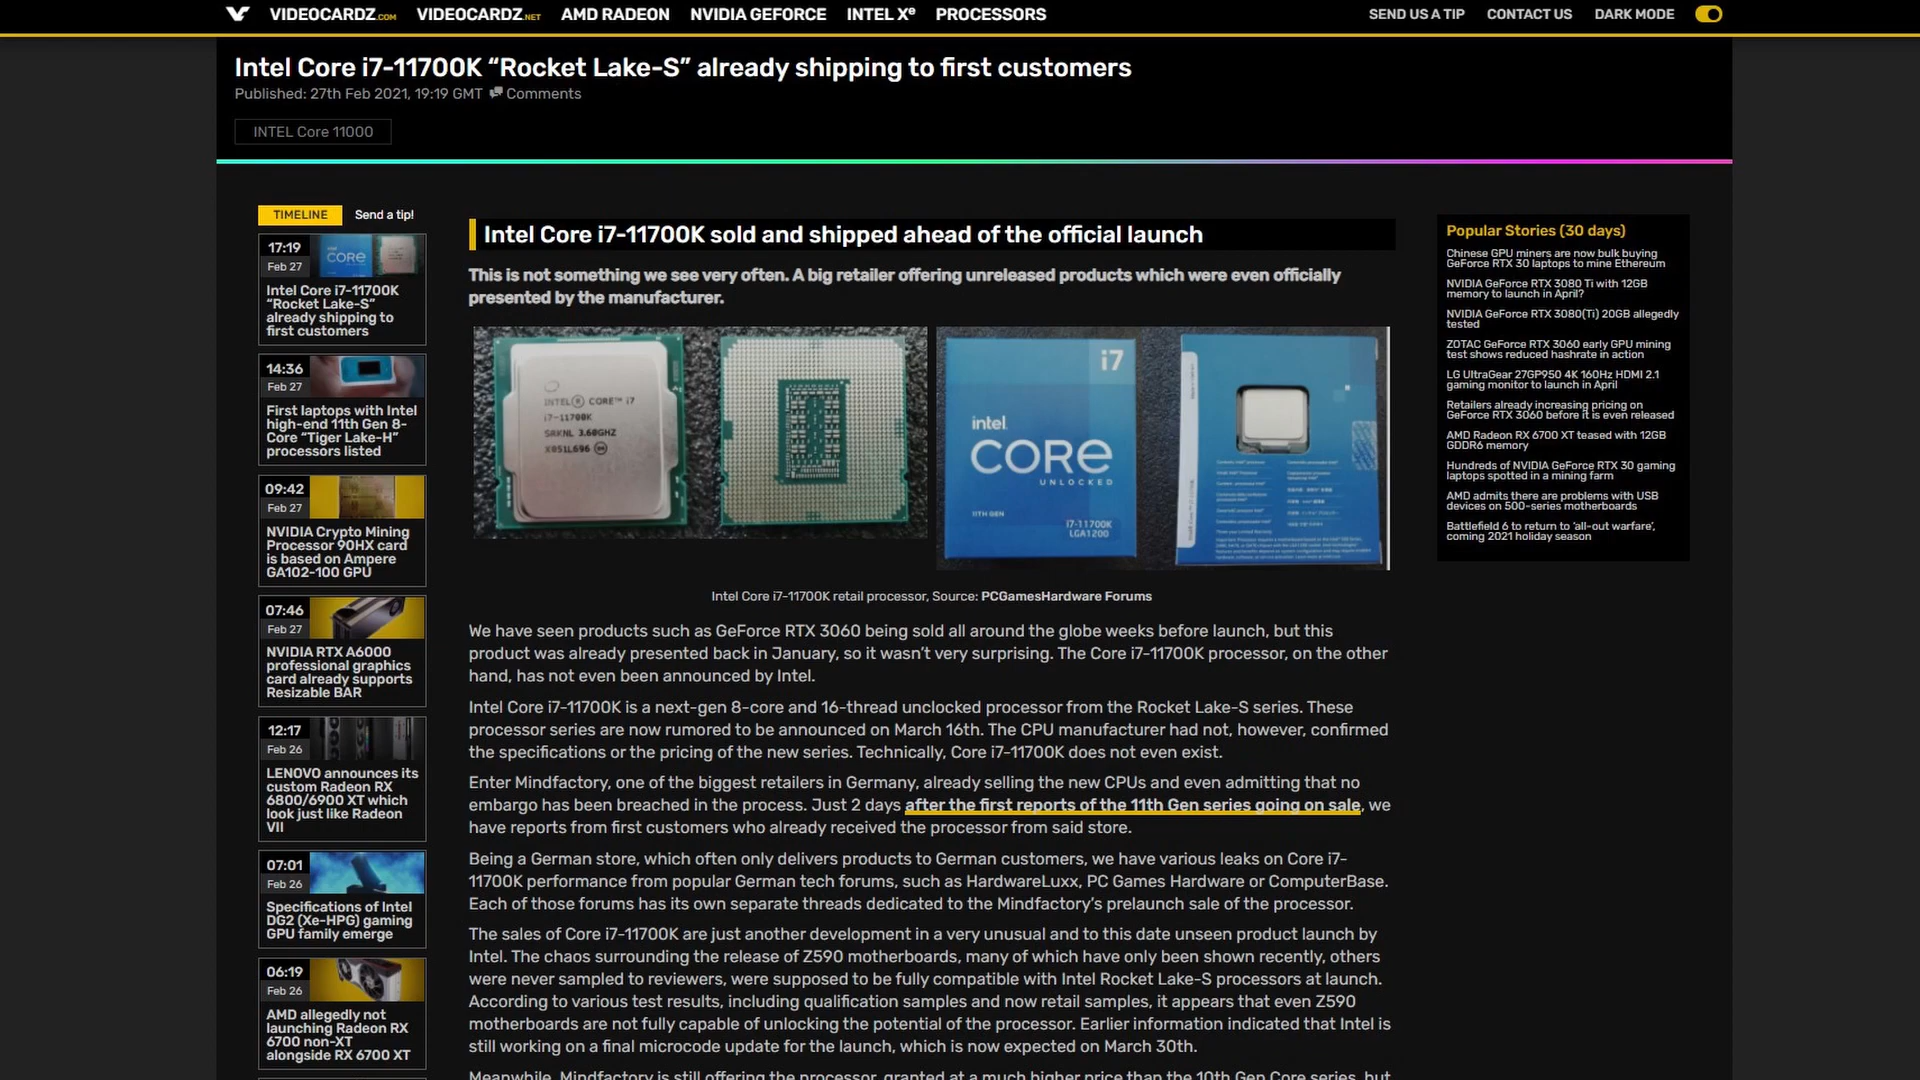 VIDEOCARDZ.COM VIDEOCARDZ.NET AMD RADEON NVIDIA GEFORCE INTEL Xe PROCESSORS SEND US A TIP CONTACT US DARK MODE
Intel Core i7-11700K “Rocket Lake-S” already shipping to first customers
Published: 27th Feb 2021, 19:19 GMT Comments
INTEL Core 11000
TIMELINE Send a tip!
17:19
Feb 27
CORE
Intel Core i7-11700K
“Rocket Lake-S”
already shipping to
first customers
14:36
Feb 27
First laptops with Intel
high-end 11th Gen 8-
Core “Tiger Lake-H”
processors listed
09:42
Feb 27
NVIDIA Crypto Mining
Processor 90HX card
is based on Ampere
GA102-100 GPU
07:46
Feb 27
NVIDIA RTX A6000
professional graphics
card already supports
Resizable BAR
12:17
Feb 26
LENOVO announces its
custom Radeon RX
6800/6900 XT which
look just like Radeon
VII
07:01
Feb 26
Specifications of Intel
DG2 (Xe-HPG) gaming
GPU family emerge
06:19
Feb 26
AMD allegedly not
launching Radeon RX
6700 non-XT
alongside RX 6700 XT
Intel Core i7-11700K sold and shipped ahead of the official launch
This is not something we see very often. A big retailer offering unreleased products which were even officially
presented by the manufacturer.
INTEL® CORE™ i7
i7-11700K
SRKNL 3.60GHZ
X051L696
i7
intel.
CORE
UNLOCKED
11TH GEN
i7-11700K
LGA1200
Intel Core i7-11700K retail processor, Source: PCGamesHardware Forums
We have seen products such as GeForce RTX 3060 being sold all around the globe weeks before launch, but this
product was already presented back in January, so it wasn’t very surprising. The Core i7-11700K processor, on the other
hand, has not even been announced by Intel.
Intel Core i7-11700K is a next-gen 8-core and 16-thread unclocked processor from the Rocket Lake-S series. These
processor series are now rumored to be announced on March 16th. The CPU manufacturer had not, however, confirmed
the specifications or the pricing of the new series. Technically, Core i7-11700K does not even exist.
Enter Mindfactory, one of the biggest retailers in Germany, already selling the new CPUs and even admitting that no
embargo has been breached in the process. Just 2 days after the first reports of the 11th Gen series going on sale, we
have reports from first customers who already received the processor from said store.
Being a German store, which often only delivers products to German customers, we have various leaks on Core i7-
11700K performance from popular German tech forums, such as HardwareLuxx, PC Games Hardware or ComputerBase.
Each of those forums has its own separate threads dedicated to the Mindfactory’s prelaunch sale of the processor.
The sales of Core i7-11700K are just another development in a very unusual and to this date unseen product launch by
Intel. The chaos surrounding the release of Z590 motherboards, many of which have only been shown recently, others
were never sampled to reviewers, were supposed to be fully compatible with Intel Rocket Lake-S processors at launch.
According to various test results, including qualification samples and now retail samples, it appears that even Z590
motherboards are not fully capable of unlocking the potential of the processor. Earlier information indicated that Intel is
still working on a final microcode update for the launch, which is now expected on March 30th.
Meanwhile, Mindfactory is still offering the processor, granted at a much higher price than the 10th Gen Core series, but
Popular Stories (30 days)
Chinese GPU miners are now bulk buying
GeForce RTX 30 laptops to mine Ethereum
NVIDIA GeForce RTX 3080 Ti with 12GB
memory to launch in April?
NVIDIA GeForce RTX 3080(Ti) 20GB allegedly
tested
ZOTAC GeForce RTX 3060 early GPU mining
test shows reduced hashrate in action
LG UltraGear 27GP950 4K 160Hz HDMI 2.1
gaming monitor to launch in April
Retailers already increasing pricing on
GeForce RTX 3060 before it is even released
AMD Radeon RX 6700 XT teased with 12GB
GDDR6 memory
Hundreds of NVIDIA GeForce RTX 30 gaming
laptops spotted in a mining farm
AMD admits there are problems with USB
devices on 500-series motherboards
Battlefield 6 to return to ‘all-out warfare’,
coming 2021 holiday season